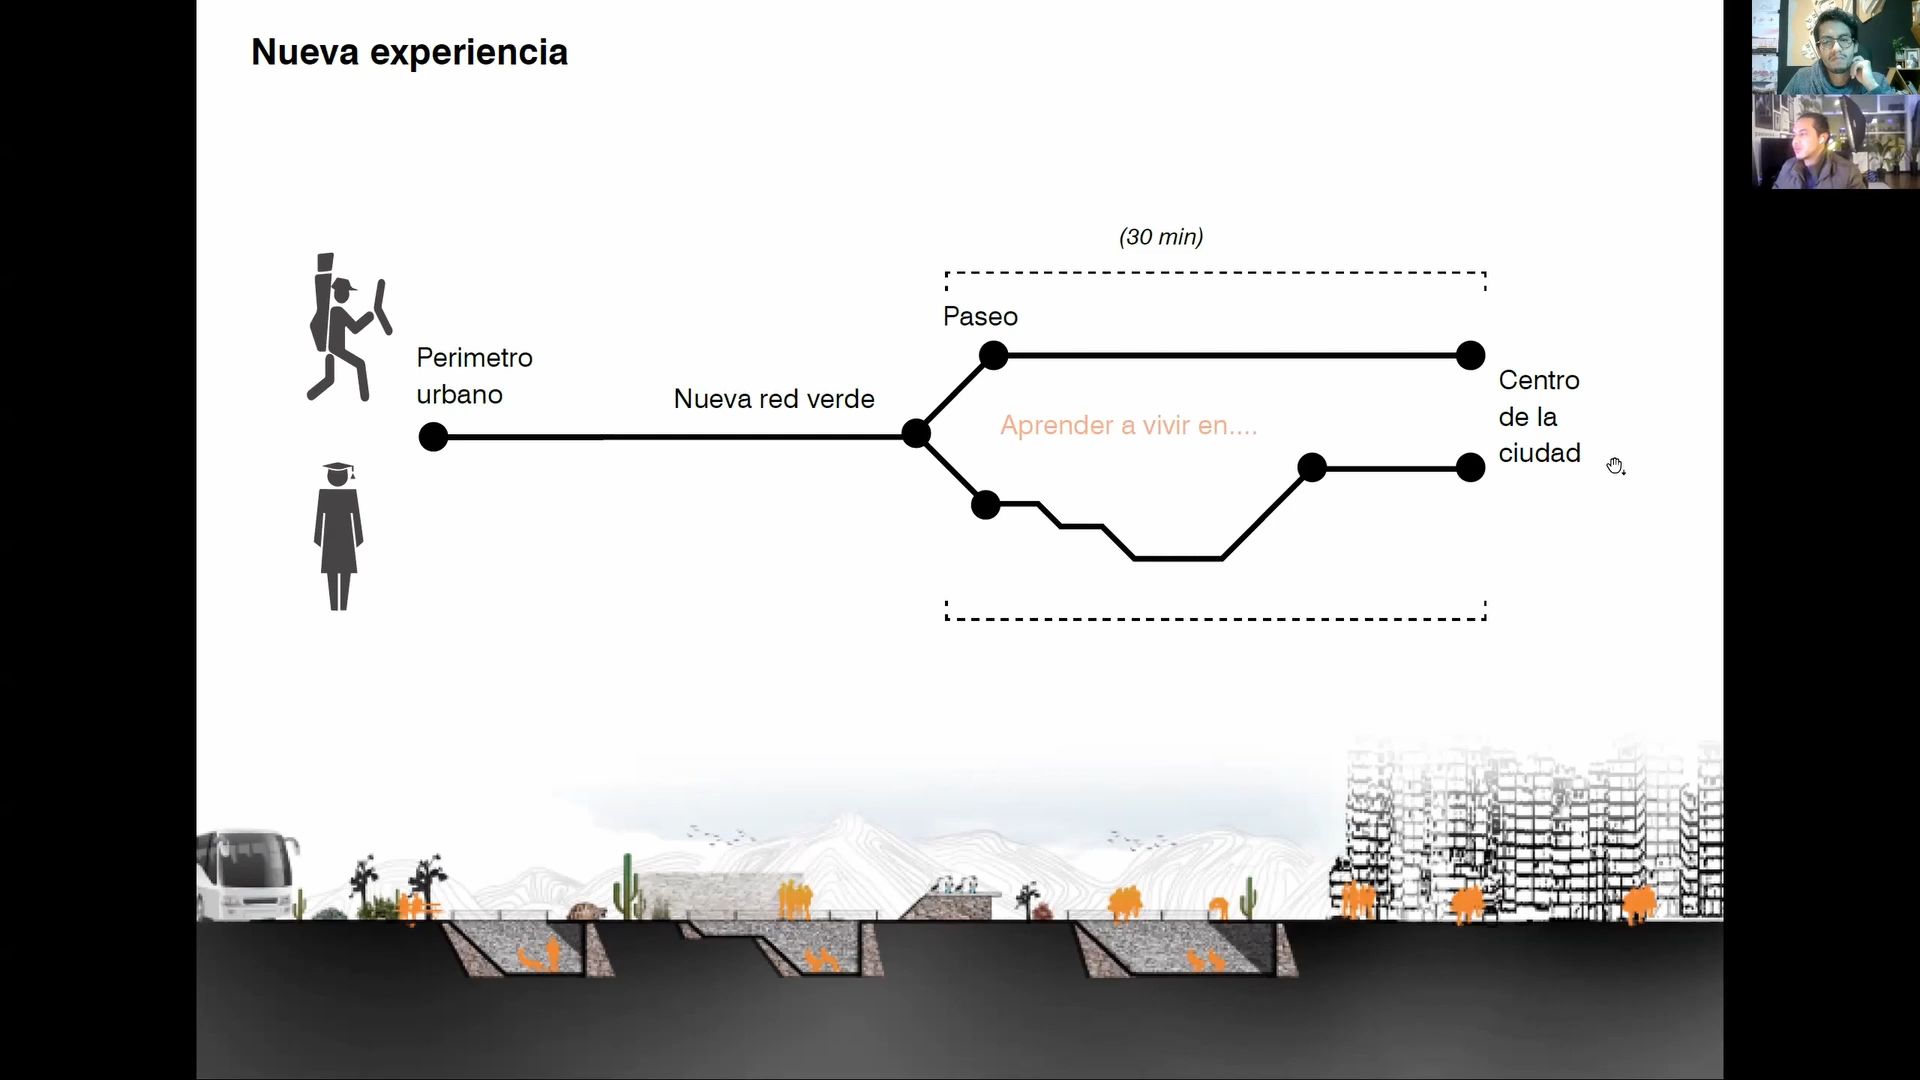 Nueva experiencia
(30 min)
Paseo
Perimetro
urbano
Nueva red verde
Aprender a vivir en....
Centro
de la
ciudad